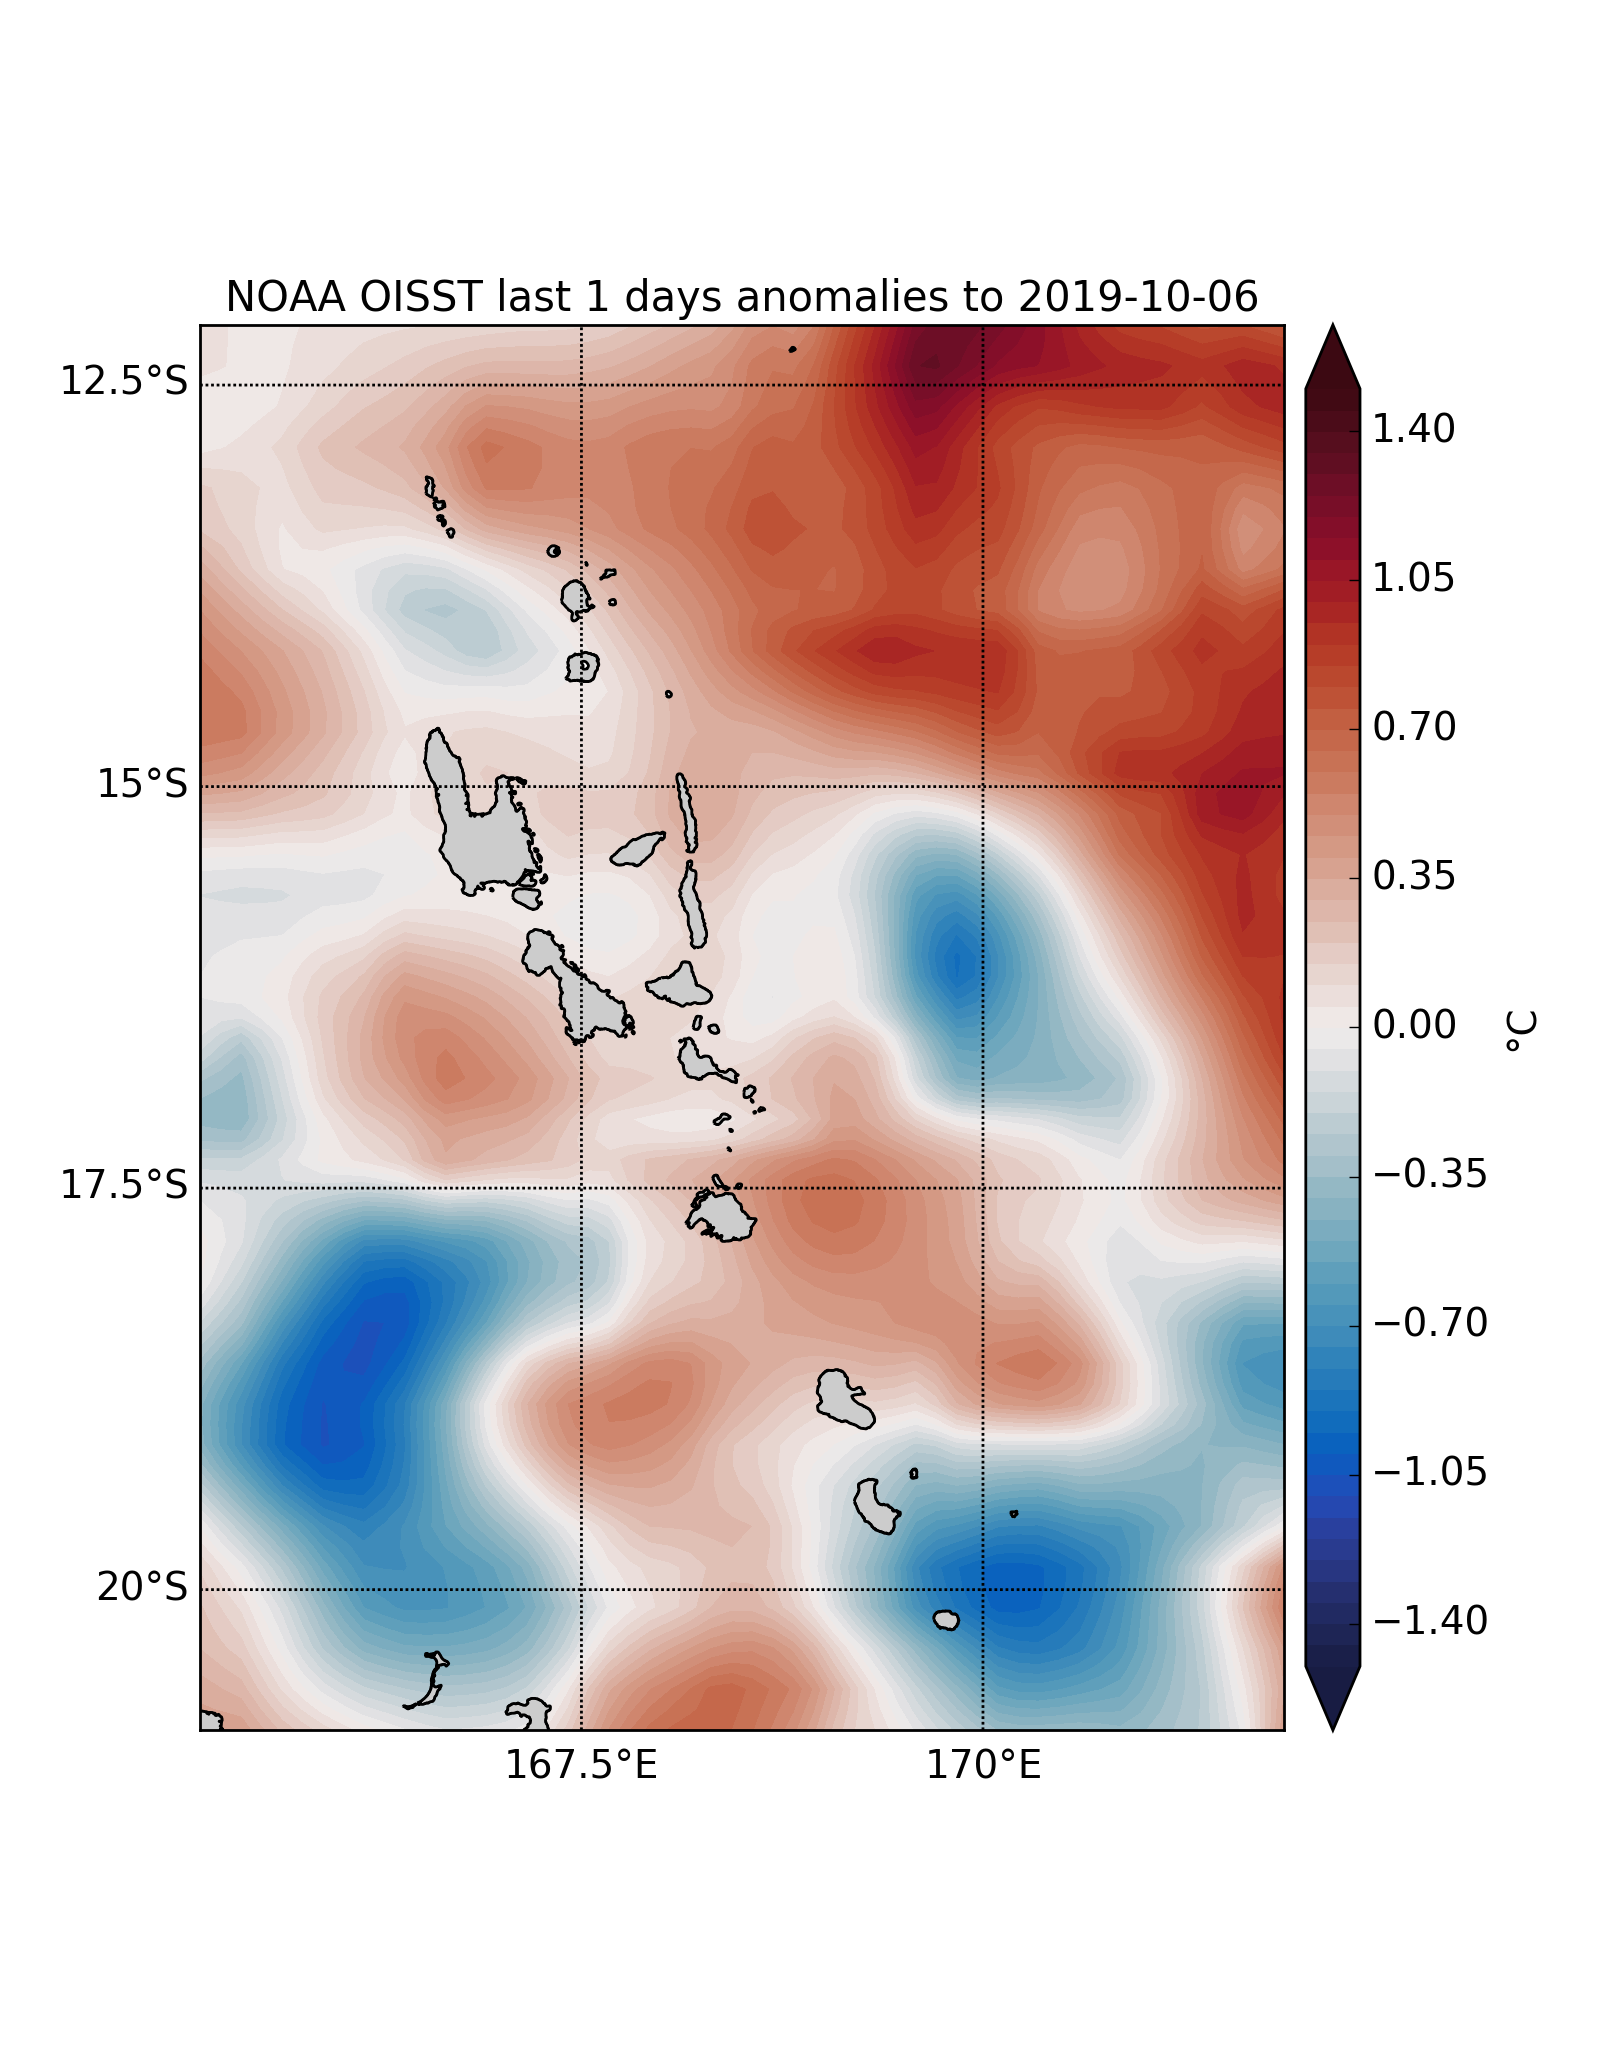 NOAA OISST last 1 days anomalies to 2019-10-06
12.5°S
15°S
17.5°S
20°S
167.5°E
170°E
1.40
1.05
0.70
0.35
0.00
−0.35
−0.70
−1.05
−1.40
°C